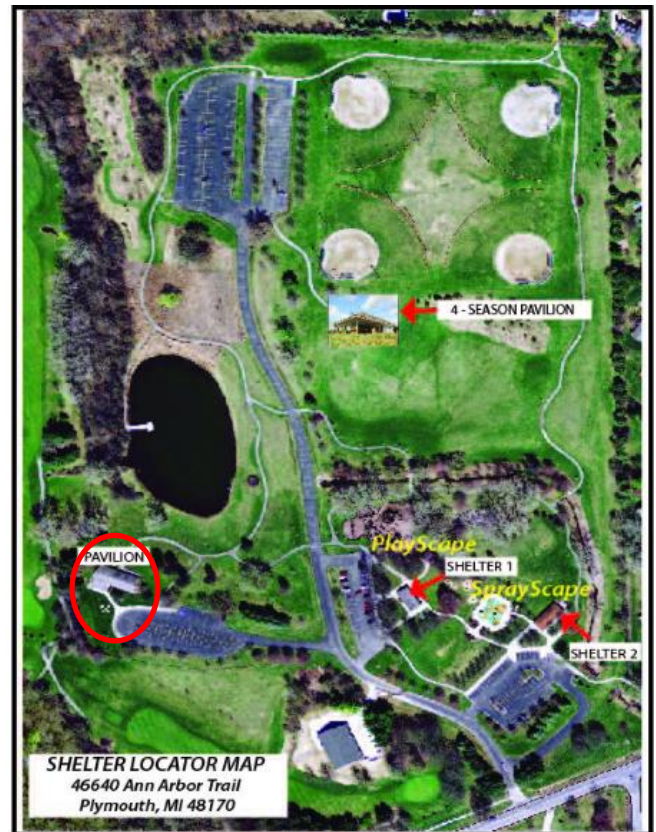 4 - SEASON PAVILION
PlayScape
SHELTER 1
SprayScape
PAVILION
SHELTER 2
SHELTER LOCATOR MAP
46640 Ann Arbor Trail
Plymouth, MI 48170